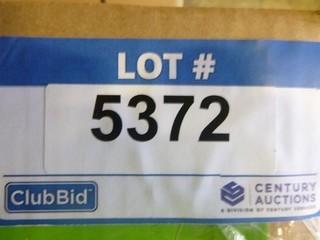 LOT #
5372
ClubBid
CENTURY
AUCTIONS
A DIVISION OF CENTURY SERVICES